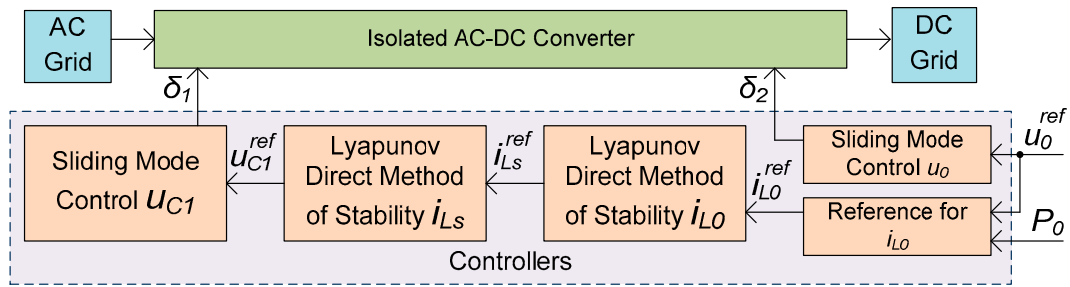 AC
Grid
Isolated AC-DC Converter
DC
Grid
δ1
δ2
Sliding Mode
Control uC1
uC1ref
Lyapunov
Direct Method
of Stability iLs
iLsref
Lyapunov
Direct Method
of Stability iL0
iL0ref
Sliding Mode
Control u0
u0ref
Reference for
iL0
P0
Controllers